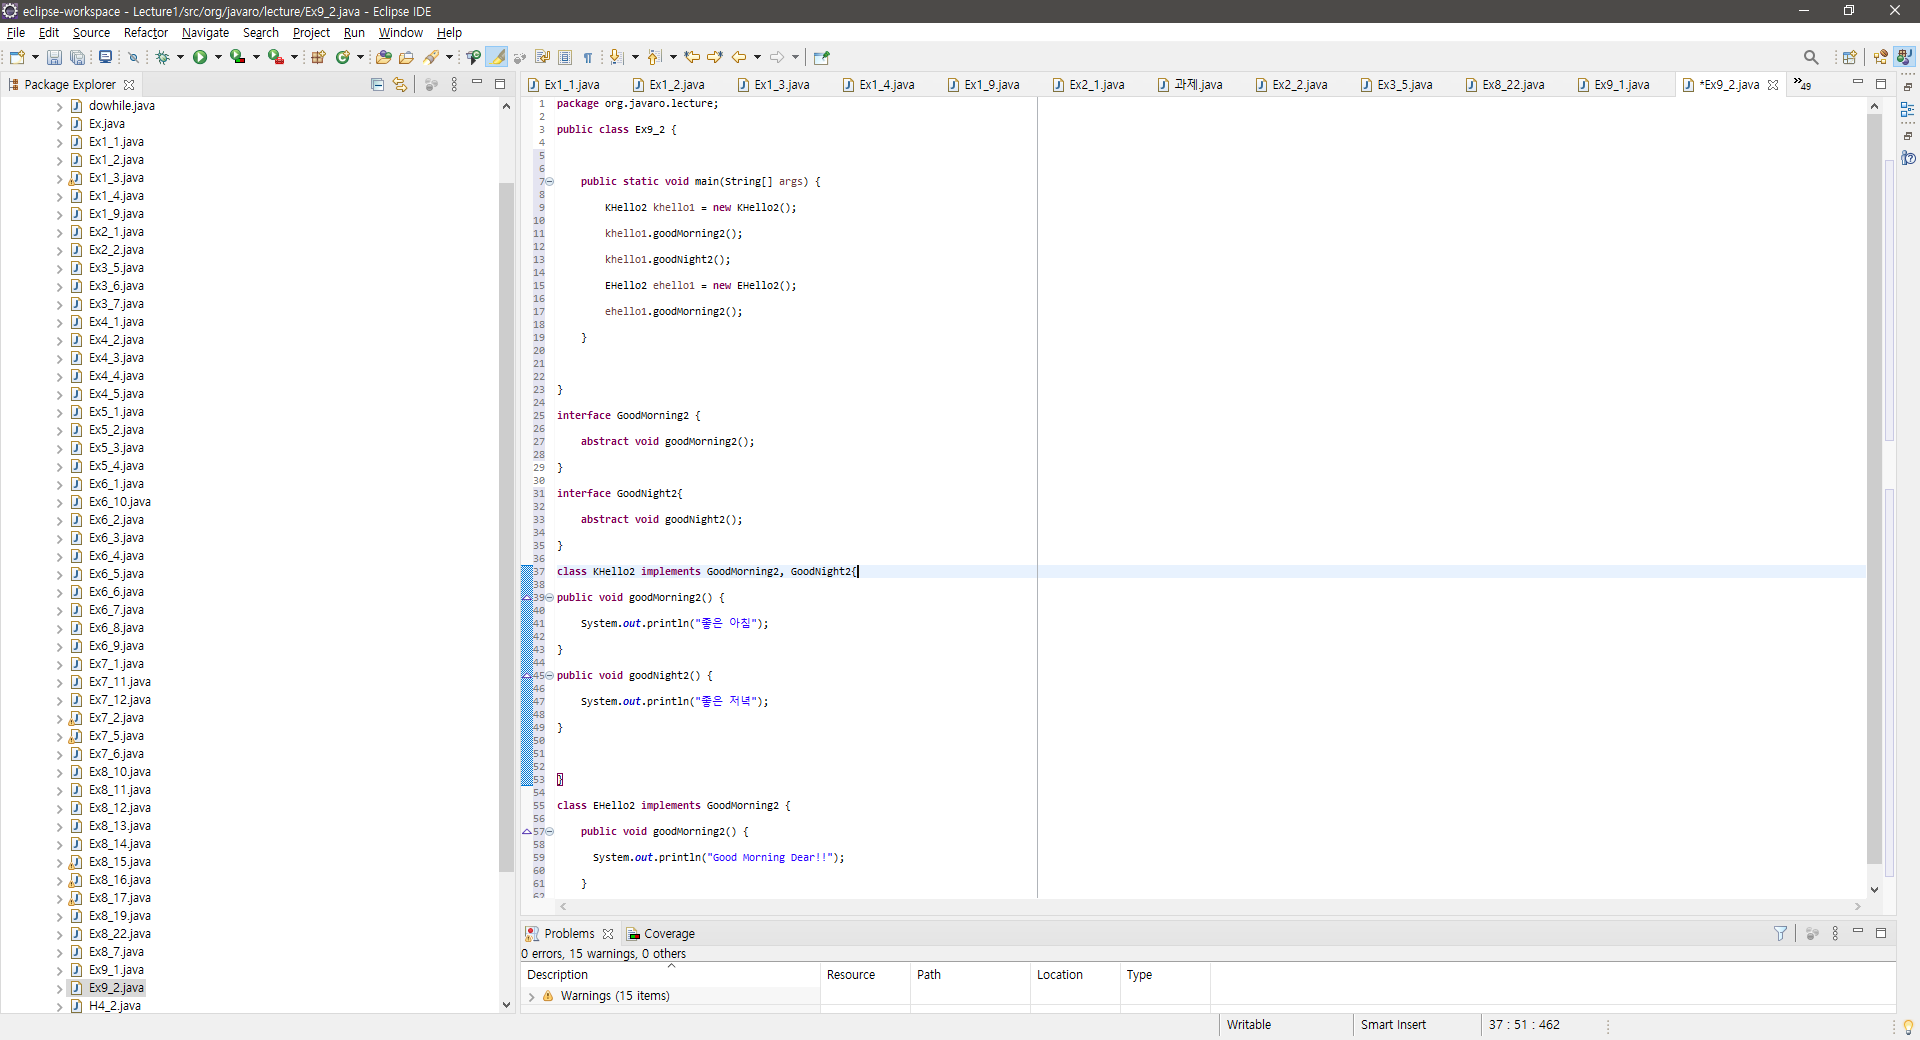 eclipse-workspace - Lecture1/src/org/javaro/lecture/Ex9_2.java - Eclipse IDE
File Edit Source Refactor Navigate Search Project Run Window Help
Package Explorer
dowhile.java
Ex.java
Ex1_1.java
Ex1_2.java
Ex1_3.java
Ex1_4.java
Ex1_9.java
Ex2_1.java
Ex2_2.java
Ex3_5.java
Ex3_6.java
Ex3_7.java
Ex4_1.java
Ex4_2.java
Ex4_3.java
Ex4_4.java
Ex4_5.java
Ex5_1.java
Ex5_2.java
Ex5_3.java
Ex5_4.java
Ex6_1.java
Ex6_10.java
Ex6_2.java
Ex6_3.java
Ex6_4.java
Ex6_5.java
Ex6_6.java
Ex6_7.java
Ex6_8.java
Ex6_9.java
Ex7_1.java
Ex7_11.java
Ex7_12.java
Ex7_2.java
Ex7_5.java
Ex7_6.java
Ex8_10.java
Ex8_11.java
Ex8_12.java
Ex8_13.java
Ex8_14.java
Ex8_15.java
Ex8_16.java
Ex8_17.java
Ex8_19.java
Ex8_22.java
Ex8_7.java
Ex9_1.java
Ex9_2.java
H4_2.java
Ex1_1.java Ex1_2.java Ex1_3.java Ex1_4.java Ex1_9.java Ex2_1.java 과제.java Ex2_2.java Ex3_5.java Ex8_22.java Ex9_1.java *Ex9_2.java »49
1 package org.javaro.lecture;
2
3 public class Ex9_2 {
4
5
6
7 public static void main(String[] args) {
8
9 KHello2 khello1 = new KHello2();
10
11 khello1.goodMorning2();
12
13 khello1.goodNight2();
14
15 EHello2 ehello1 = new EHello2();
16
17 ehello1.goodMorning2();
18
19 }
20
21
22
23 }
24
25 interface GoodMorning2 {
26
27 abstract void goodMorning2();
28
29 }
30
31 interface GoodNight2{
32
33 abstract void goodNight2();
34
35 }
36
37 class KHello2 implements GoodMorning2, GoodNight2{
38
39 public void goodMorning2() {
40
41 System.out.println("좋은 아침");
42
43 }
44
45 public void goodNight2() {
46
47 System.out.println("좋은 저녁");
48
49 }
50
51
52
53 }
54
55 class EHello2 implements GoodMorning2 {
56
57 public void goodMorning2() {
58
59 System.out.println("Good Morning Dear!!");
60
61 }
62
Problems Coverage
0 errors, 15 warnings, 0 others
Description Resource Path Location Type
Warnings (15 items)
Writable Smart Insert 37 : 51 : 462